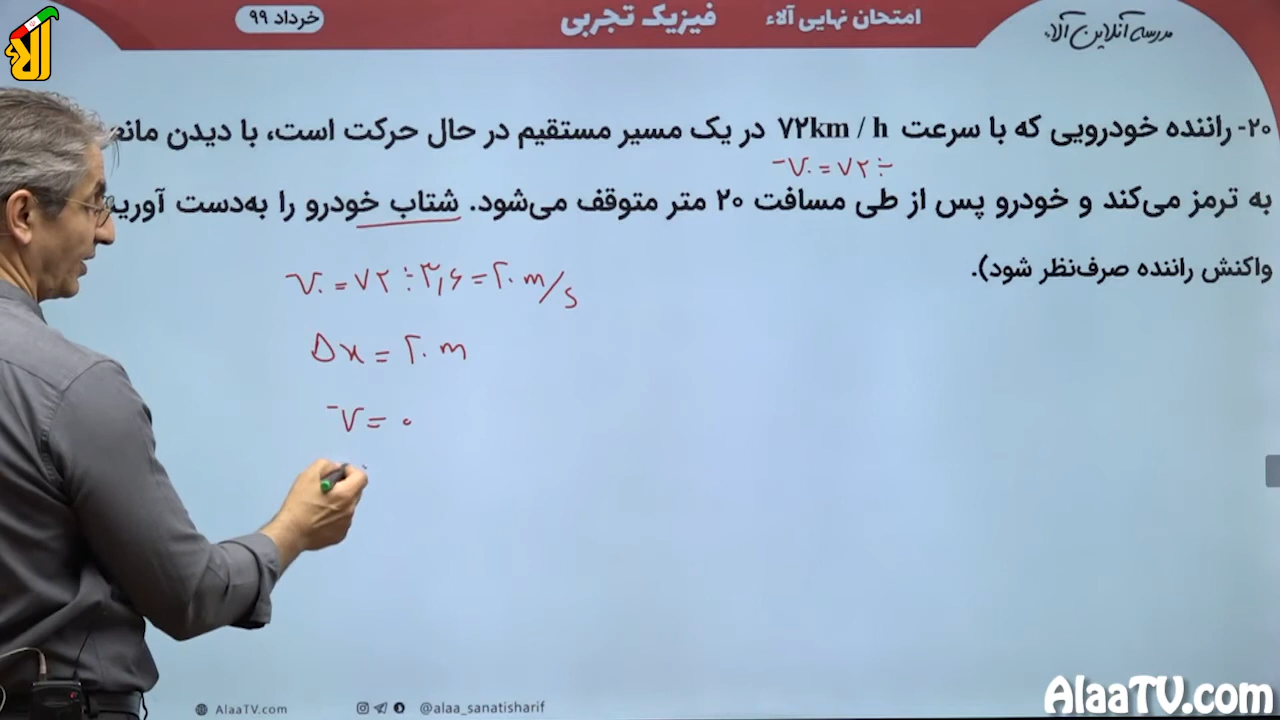 مدرسه آنلاین آلاء
امتحان نهایی آلاء
فیزیک تجربی
خرداد ۹۹
۲۰- راننده خودرویی که با سرعت ۷۲km / h در یک مسیر مستقیم در حال حرکت است، با دیدن
V۰ = ۷۲ ÷
به ترمز می‌کند و خودرو پس از طی مسافت ۲۰ متر متوقف می‌شود. شتاب خودرو را به‌دست
واکنش راننده صرف‌نظر شود).
V۰ = ۷۲ ÷ ۳,۶ = ۲۰ m/s
Δx = ۲۰ m
V = ۰
AlaaTV.com
@alaa_sanatisharif
AlaaTV.com